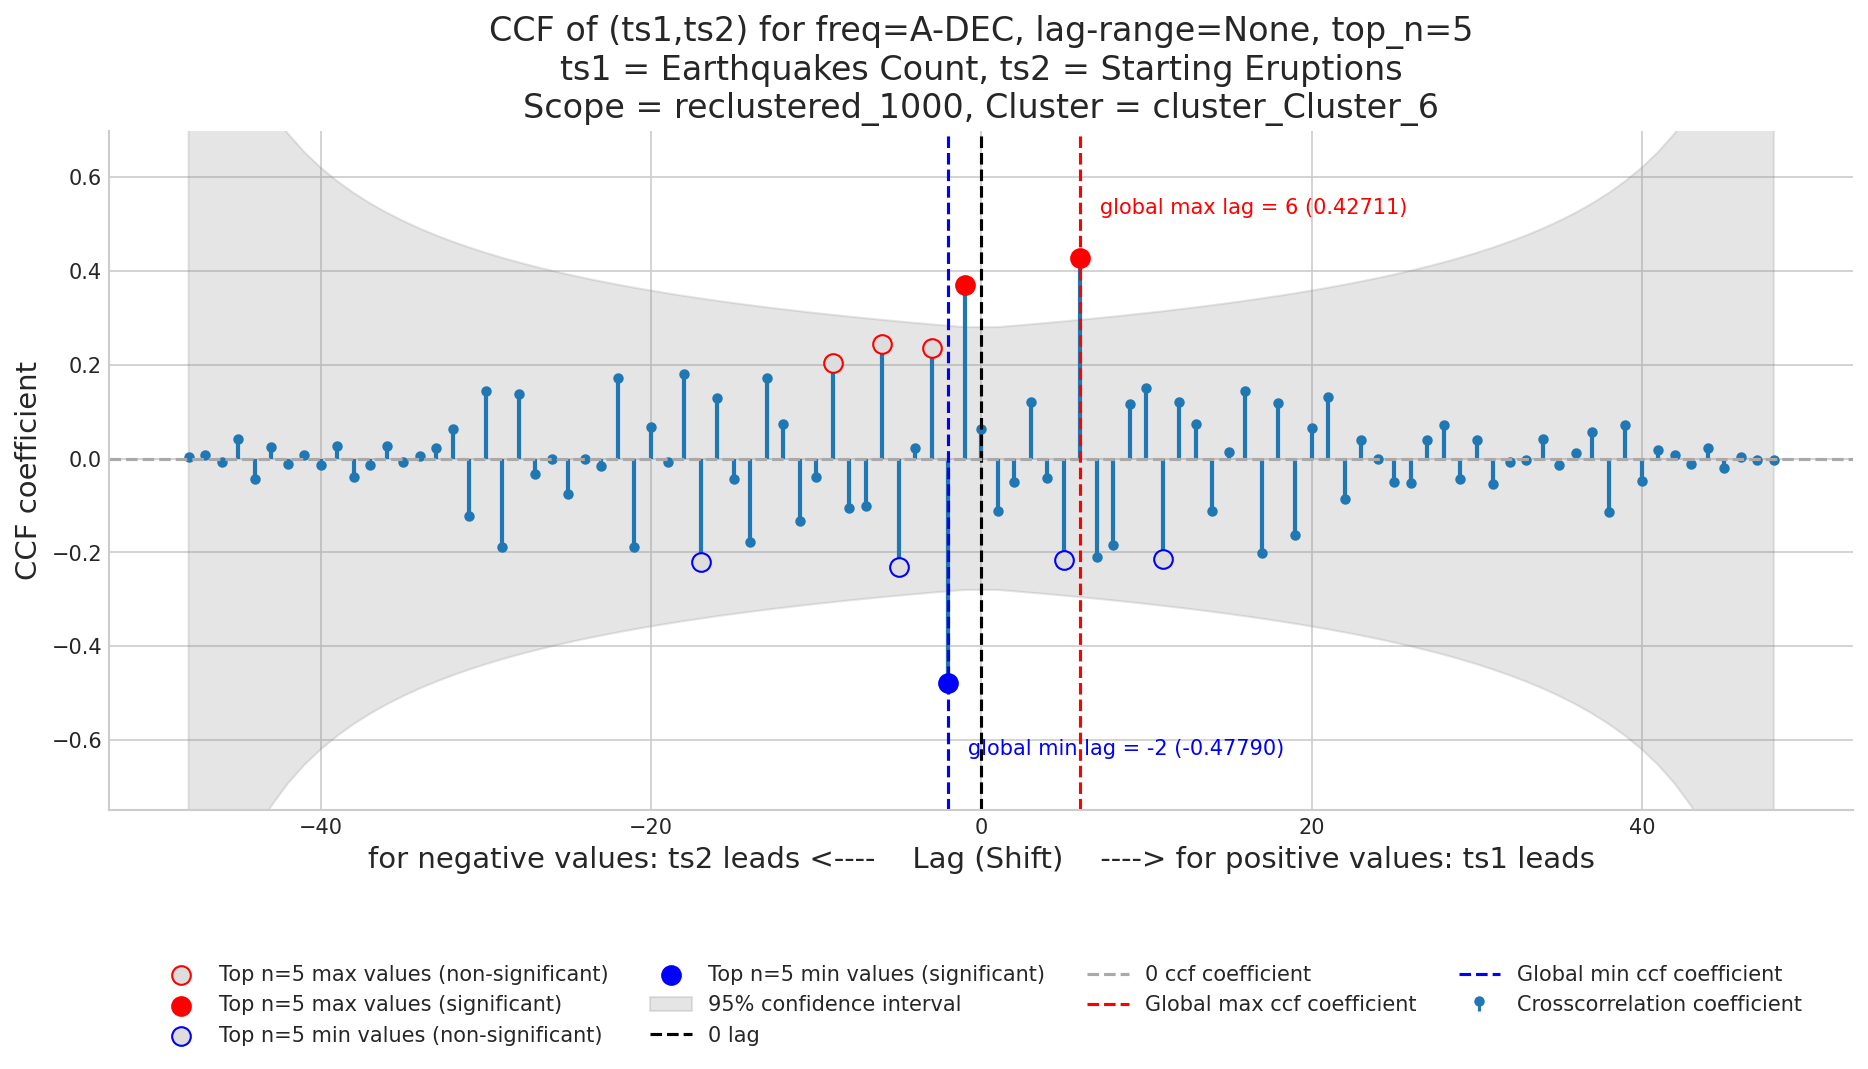 CCF of (ts1,ts2) for freq=A-DEC, lag-range=None, top_n=5
ts1 = Earthquakes Count, ts2 = Starting Eruptions
Scope = reclustered_1000, Cluster = cluster_Cluster_6
CCF coefficient
0.6
0.4
0.2
0.0
−0.2
−0.4
−0.6
global max lag = 6 (0.42711)
global min lag = -2 (-0.47790)
−40
−20
0
20
40
for negative values: ts2 leads <----    Lag (Shift)    ----> for positive values: ts1 leads
Top n=5 max values (non-significant)
Top n=5 max values (significant)
Top n=5 min values (non-significant)
Top n=5 min values (significant)
95% confidence interval
0 lag
0 ccf coefficient
Global max ccf coefficient
Global min ccf coefficient
Crosscorrelation coefficient